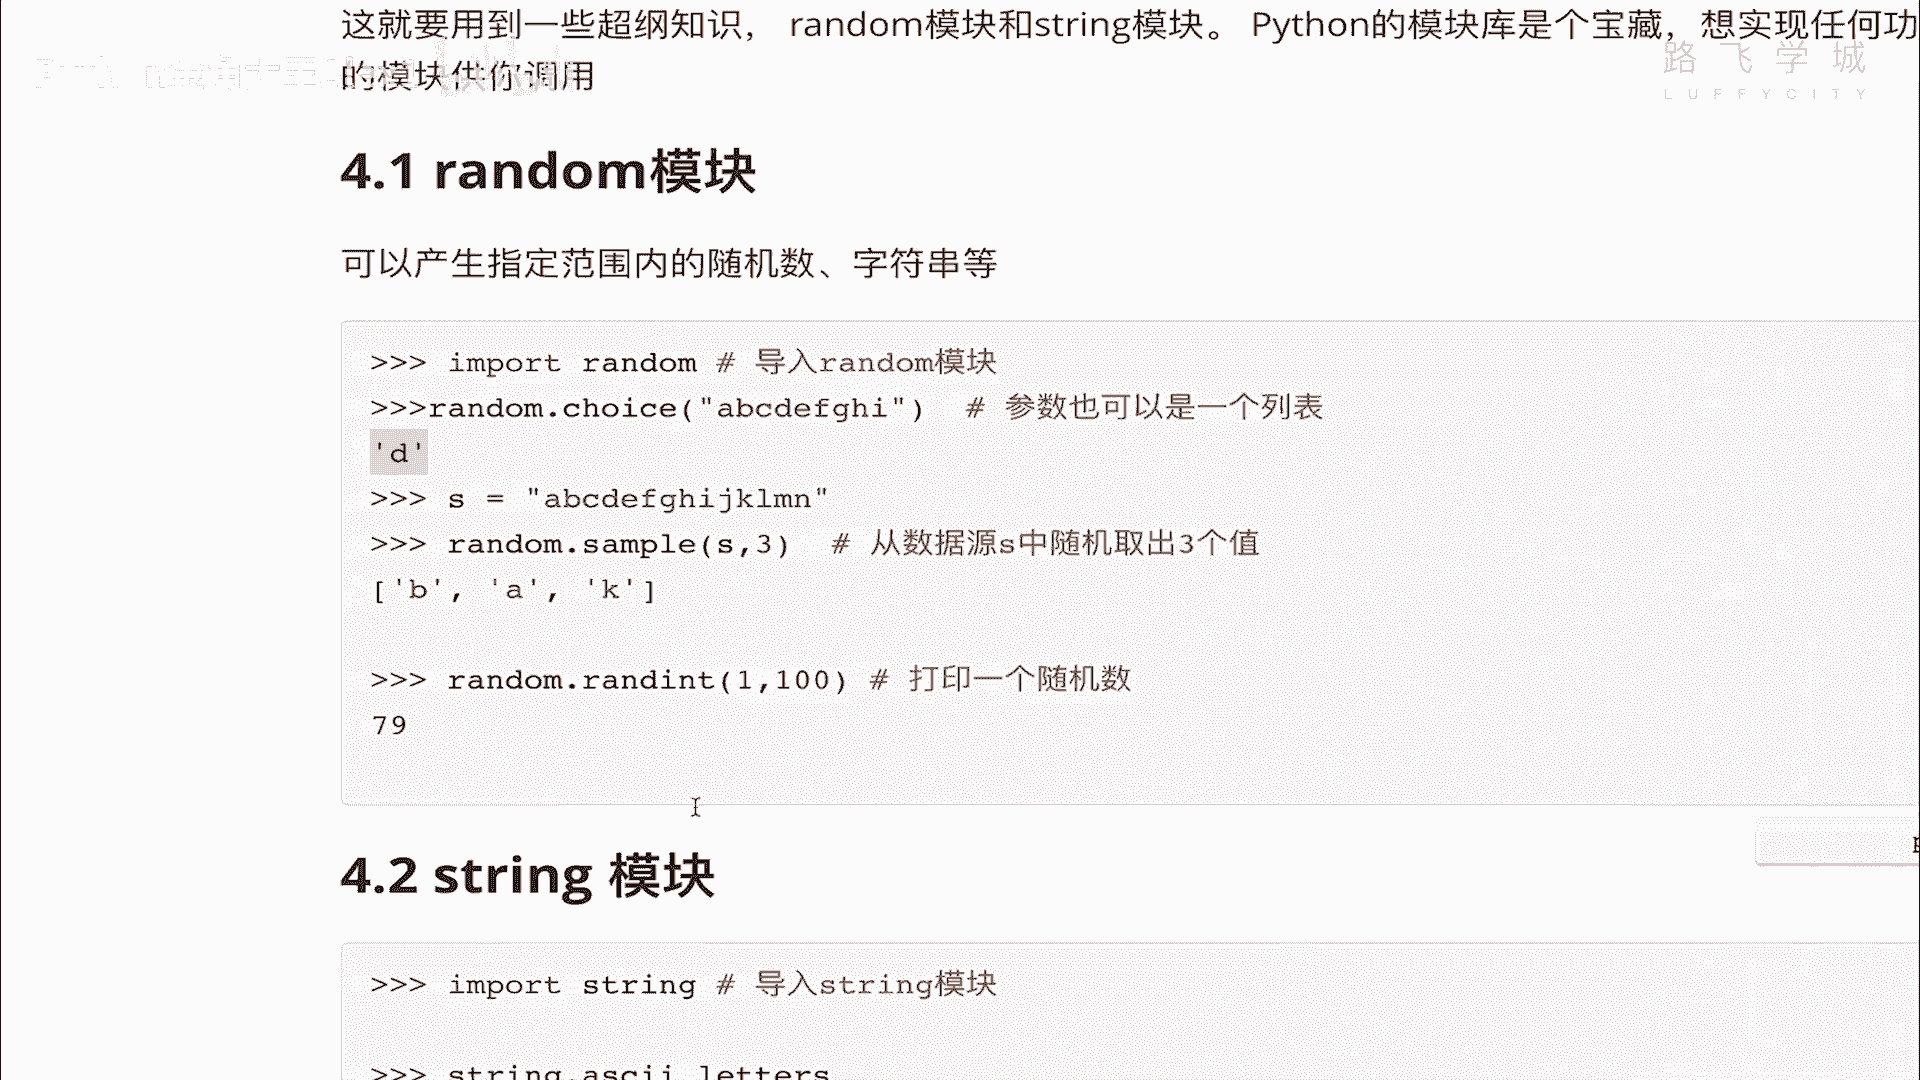 这就要用到一些超纲知识， random模块和string模块。 Python的模块库是个宝藏，想实现任何功
的模块供你调用
路飞学城
LUFFYCITY
4.1 random模块
可以产生指定范围内的随机数、字符串等
>>> import random # 导入random模块
>>>random.choice("abcdefghi")  # 参数也可以是一个列表
'd'
>>> s = "abcdefghijklmn"
>>> random.sample(s,3)  # 从数据源s中随机取出3个值
['b', 'a', 'k']
>>> random.randint(1,100) # 打印一个随机数
79
4.2 string 模块
>>> import string # 导入string模块
>>> string.ascii_letters